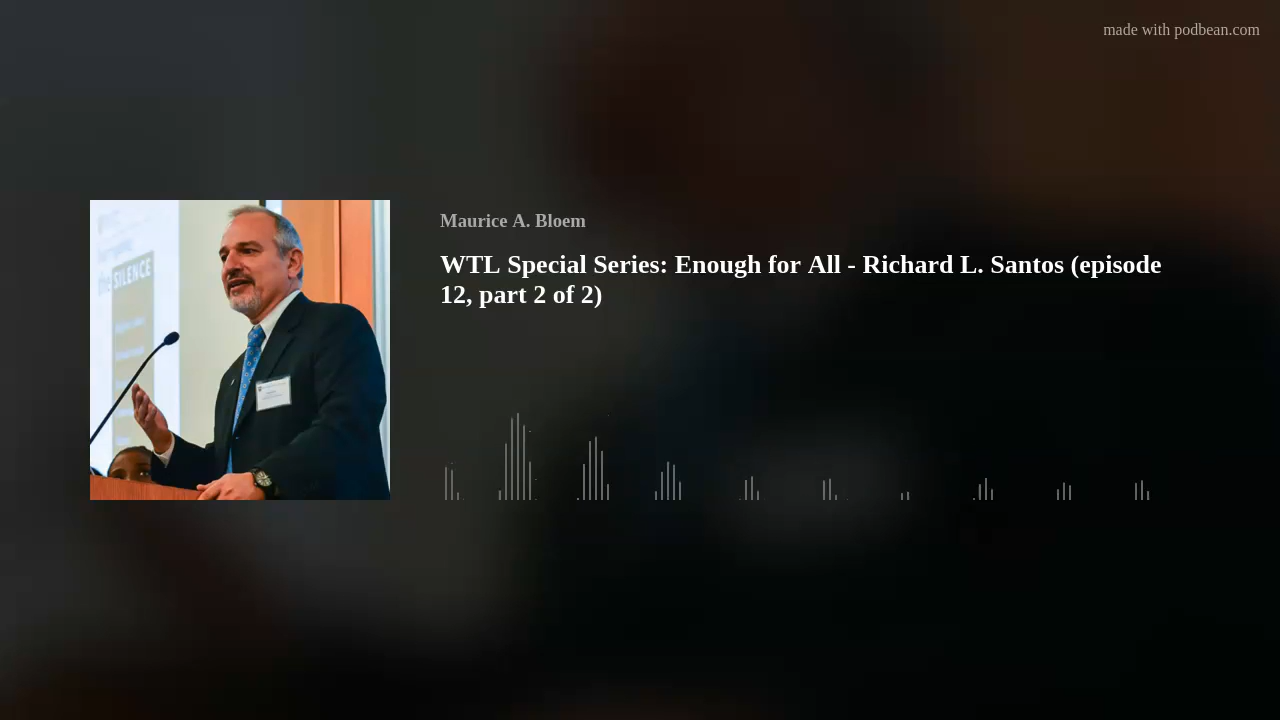 made with podbean.com
Maurice A. Bloem
WTL Special Series: Enough for All - Richard L. Santos (episode
12, part 2 of 2)
the SILENCE